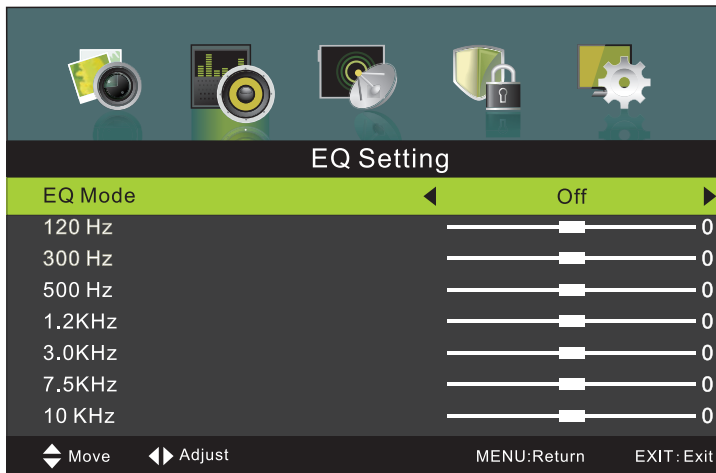 EQ Setting
EQ Mode Off
120 Hz 0
300 Hz 0
500 Hz 0
1.2KHz 0
3.0KHz 0
7.5KHz 0
10 KHz 0
Move Adjust MENU:Return EXIT:Exit